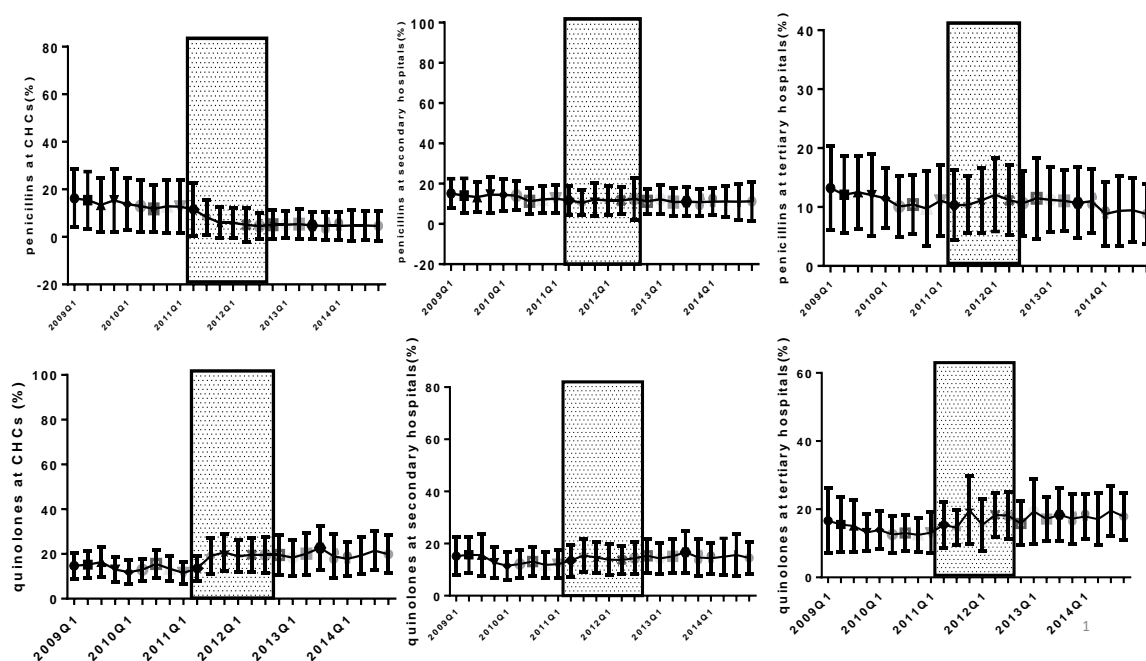 penicillins at CHCs(%)
80
60
40
20
0
-20
2009Q1
2010Q1
2011Q1
2012Q1
2013Q1
2014Q1
penicillins at secondary hospitals(%)
100
80
60
40
20
0
-20
2009Q1
2010Q1
2011Q1
2012Q1
2013Q1
2014Q1
penicillins at tertiary hospitals(%)
40
30
20
10
0
2009Q1
2010Q1
2011Q1
2012Q1
2013Q1
2014Q1
quinolones at CHCs (%)
100
80
60
40
20
0
2009Q1
2010Q1
2011Q1
2012Q1
2013Q1
2014Q1
quinolones at secondary hospitals(%)
80
60
40
20
0
2009Q1
2010Q1
2011Q1
2012Q1
2013Q1
2014Q1
quinolones at tertiary hospitals(%)
60
40
20
0
2009Q1
2010Q1
2011Q1
2012Q1
2013Q1
2014Q1
1